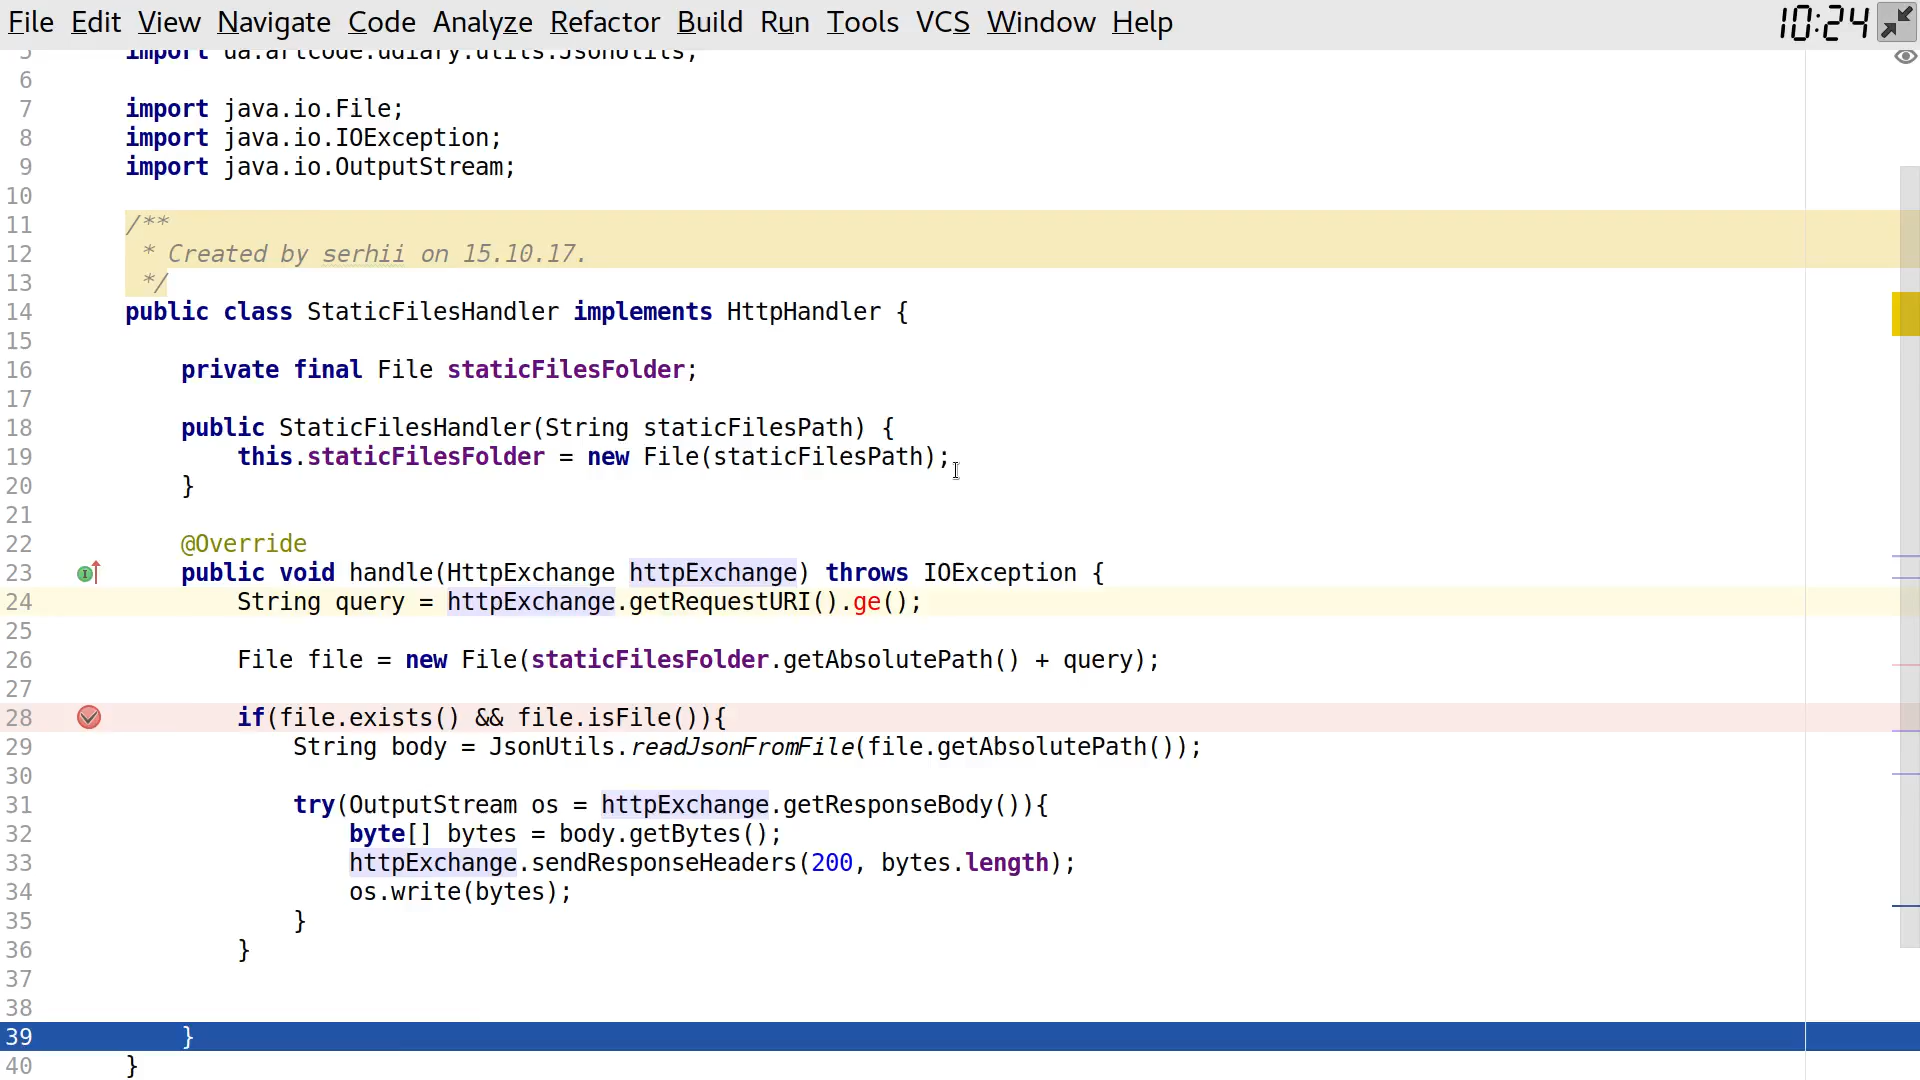 File Edit View Navigate Code Analyze Refactor Build Run Tools VCS Window Help 10:24
5 import ua.artcode.udiary.utils.JsonUtils;
6
7 import java.io.File;
8 import java.io.IOException;
9 import java.io.OutputStream;
10
11 /**
12 * Created by serhii on 15.10.17.
13 */
14 public class StaticFilesHandler implements HttpHandler {
15
16 private final File staticFilesFolder;
17
18 public StaticFilesHandler(String staticFilesPath) {
19 this.staticFilesFolder = new File(staticFilesPath);
20 }
21
22 @Override
23 public void handle(HttpExchange httpExchange) throws IOException {
24 String query = httpExchange.getRequestURI().ge();
25
26 File file = new File(staticFilesFolder.getAbsolutePath() + query);
27
28 if(file.exists() && file.isFile()){
29 String body = JsonUtils.readJsonFromFile(file.getAbsolutePath());
30
31 try(OutputStream os = httpExchange.getResponseBody()){
32 byte[] bytes = body.getBytes();
33 httpExchange.sendResponseHeaders(200, bytes.length);
34 os.write(bytes);
35 }
36 }
37
38
39 }
40 }